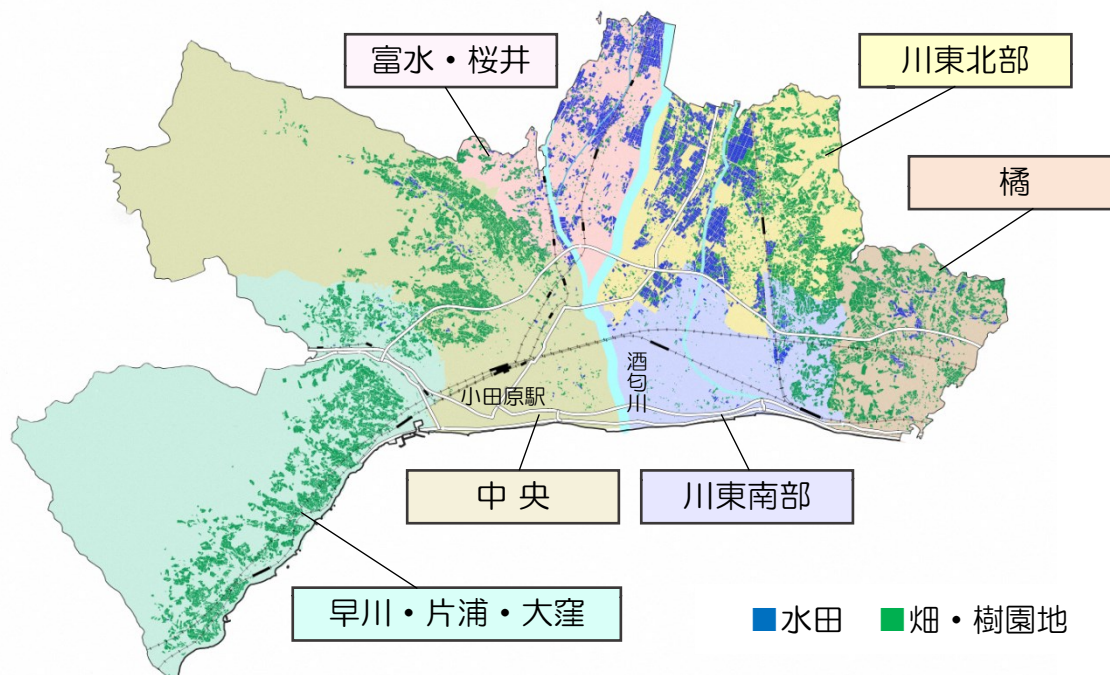 富水・桜井
川東北部
橘
小田原駅
酒匂川
中央
川東南部
早川・片浦・大窪
水田
畑・樹園地